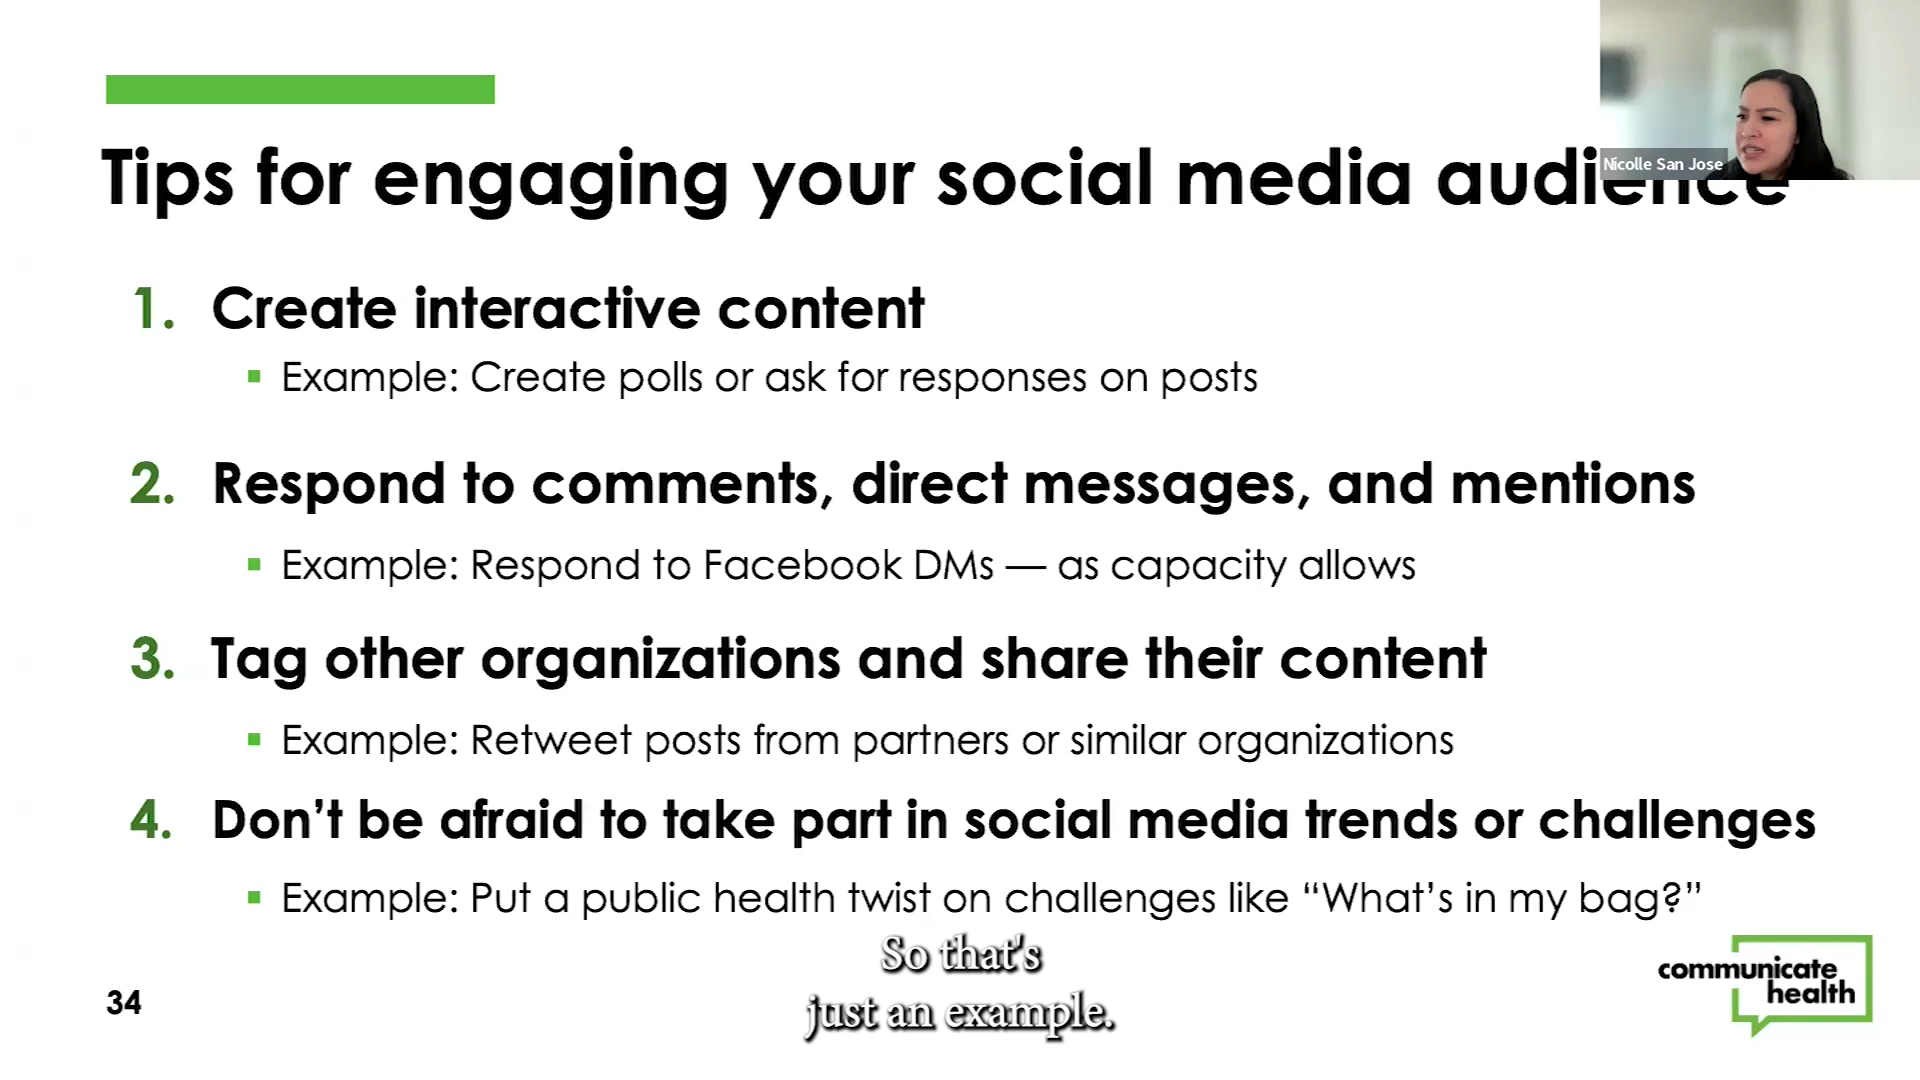 Nicolle San Jose
Tips for engaging your social media audience
1. Create interactive content
▪ Example: Create polls or ask for responses on posts
2. Respond to comments, direct messages, and mentions
▪ Example: Respond to Facebook DMs — as capacity allows
3. Tag other organizations and share their content
▪ Example: Retweet posts from partners or similar organizations
4. Don’t be afraid to take part in social media trends or challenges
▪ Example: Put a public health twist on challenges like “What’s in my bag?”
So that's
just an example.
34
communicate
health